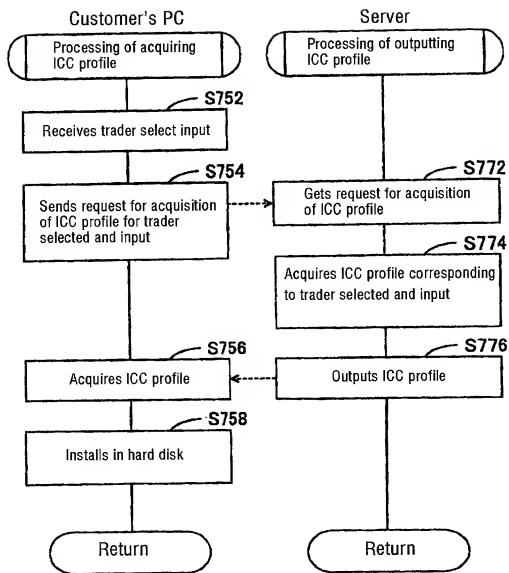 Customer's PC
Processing of acquiring
ICC profile
S752
Receives trader select input
S754
Sends request for acquisition
of ICC profile for trader
selected and input
S756
Acquires ICC profile
S758
Installs in hard disk
Return
Server
Processing of outputting
ICC profile
S772
Gets request for acquisition
of ICC profile
S774
Acquires ICC profile corresponding
to trader selected and input
S776
Outputs ICC profile
Return